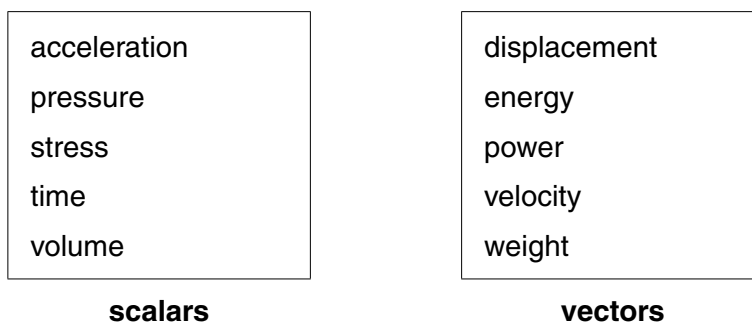 acceleration
pressure
stress
time
volume
scalars
displacement
energy
power
velocity
weight
vectors